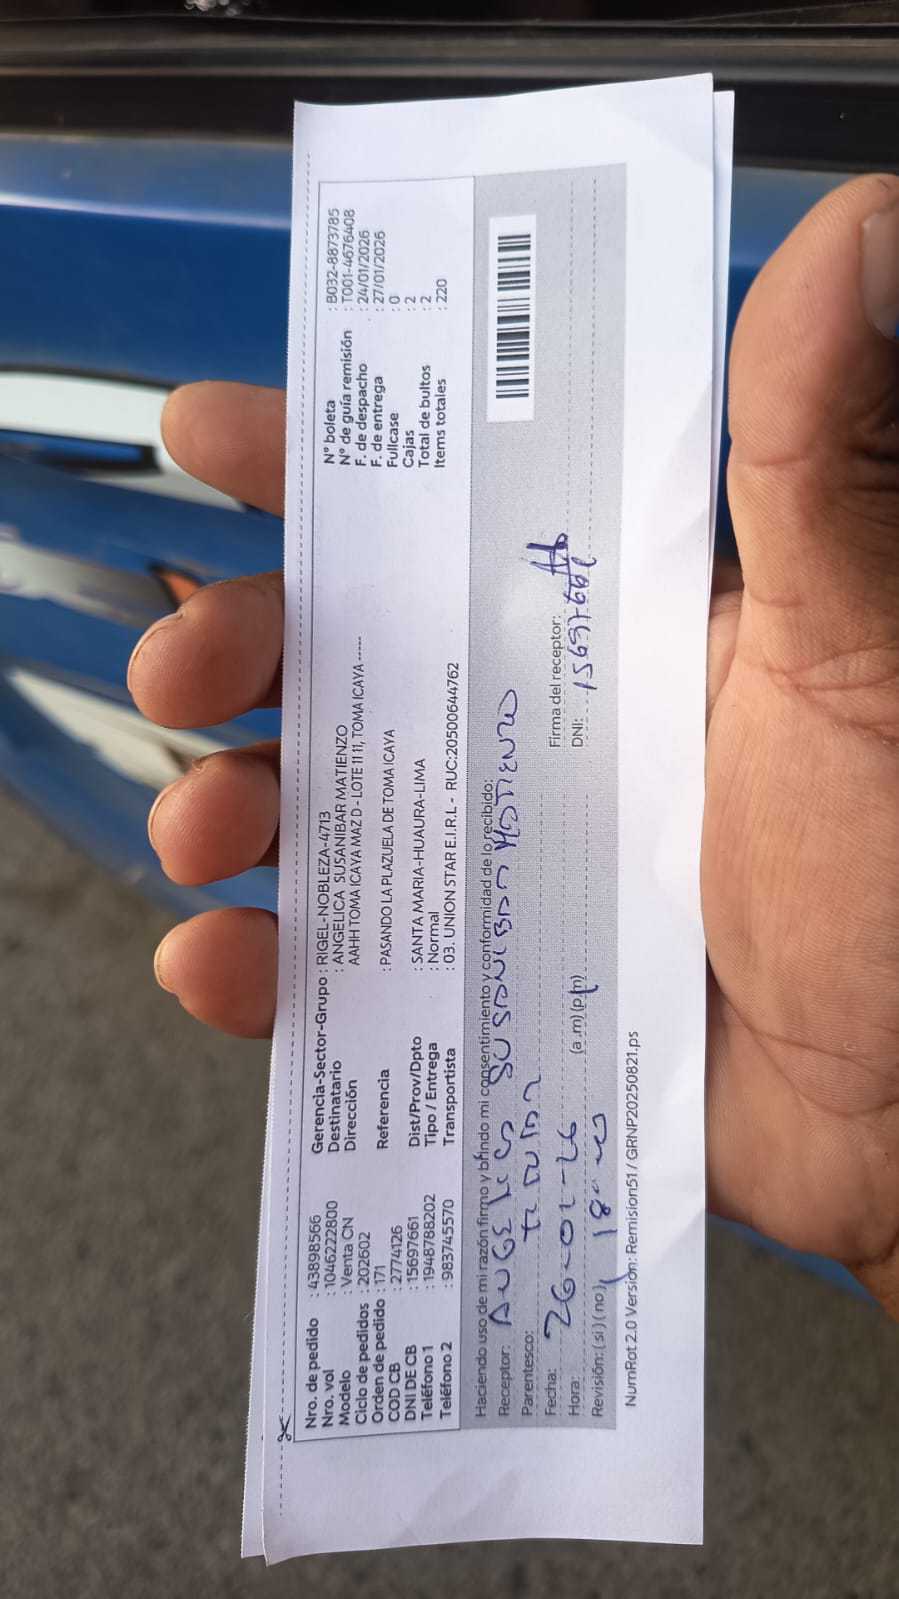 Nro. de pedido : 43898566
Nro. vol : 1046222800
Modelo : Venta CN
Ciclo de pedidos : 202602
Orden de pedido : 171
COD CB : 2774126
DNI DE CB : 15697661
Teléfono 1 : 1948788202
Teléfono 2 : 983745570
Gerencia-Sector-Grupo : RIGEL-NOBLEZA-4713
Destinatario : ANGELICA SUSANIBAR MATIENZO
Dirección AAHH TOMA ICAYA MAZ D - LOTE 11 11, TOMA ICAYA -----
Referencia : PASANDO LA PLAZUELA DE TOMA ICAYA
Dist/Prov/Dpto : SANTA MARIA-HUAURA-LIMA
Tipo / Entrega : Normal
Transportista : 03. UNION STAR E.I.R.L - RUC:20500644762
N° boleta : B032-8873785
N° de guía remisión : T001-4676408
F. de despacho : 24/01/2026
F. de entrega : 27/01/2026
Fullcase : 0
Cajas : 2
Total de bultos : 2
Items totales : 220
Haciendo uso de mi razón firmo y brindo mi consentimiento y conformidad de lo recibido:
Receptor: ANGELICA SUSANIBAR MATIENZO
Parentesco: TITULAR
Fecha: 26-01-26
Hora: (a .m) (p.m)
Revisión: ( si ) ( no )
Firma del receptor:
DNI: 15697661
NumRot 2.0 Versión: Remision51 / GRNP20250821.ps